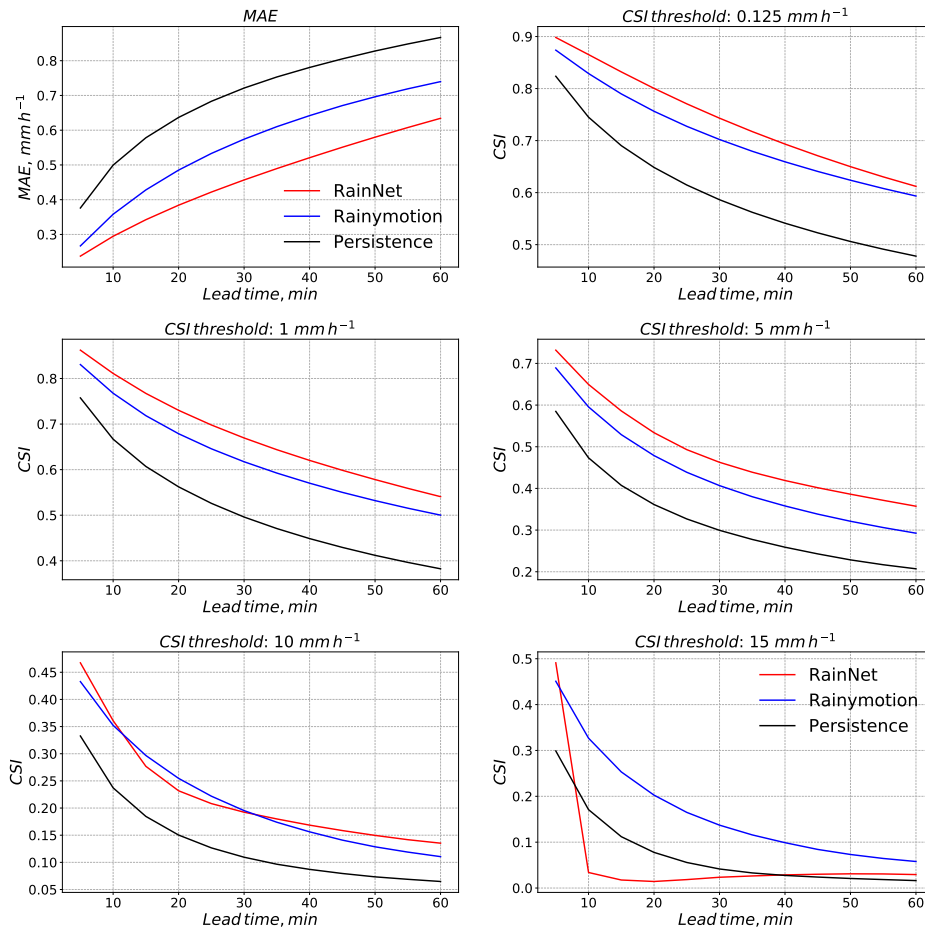 MAE
MAE, mm h⁻¹
0.8
0.7
0.6
0.5
0.4
0.3
RainNet
Rainymotion
Persistence
10 20 30 40 50 60
Lead time, min
CSI threshold: 0.125 mm h⁻¹
CSI
0.9
0.8
0.7
0.6
0.5
10 20 30 40 50 60
Lead time, min
CSI threshold: 1 mm h⁻¹
CSI
0.8
0.7
0.6
0.5
0.4
10 20 30 40 50 60
Lead time, min
CSI threshold: 5 mm h⁻¹
CSI
0.7
0.6
0.5
0.4
0.3
0.2
10 20 30 40 50 60
Lead time, min
CSI threshold: 10 mm h⁻¹
CSI
0.45
0.40
0.35
0.30
0.25
0.20
0.15
0.10
0.05
10 20 30 40 50 60
Lead time, min
CSI threshold: 15 mm h⁻¹
CSI
0.5
0.4
0.3
0.2
0.1
0.0
RainNet
Rainymotion
Persistence
10 20 30 40 50 60
Lead time, min